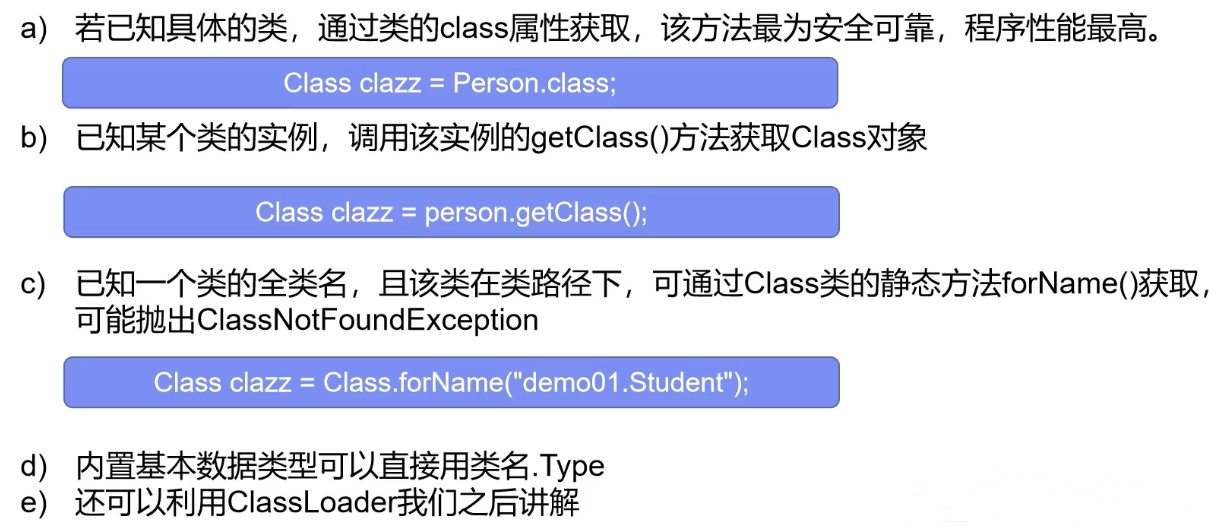 a) 若已知具体的类，通过类的class属性获取，该方法最为安全可靠，程序性能最高。
Class clazz = Person.class;
b) 已知某个类的实例，调用该实例的getClass()方法获取Class对象
Class clazz = person.getClass();
c) 已知一个类的全类名，且该类在类路径下，可通过Class类的静态方法forName()获取，
可能抛出ClassNotFoundException
Class clazz = Class.forName("demo01.Student");
d) 内置基本数据类型可以直接用类名.Type
e) 还可以利用ClassLoader我们之后讲解